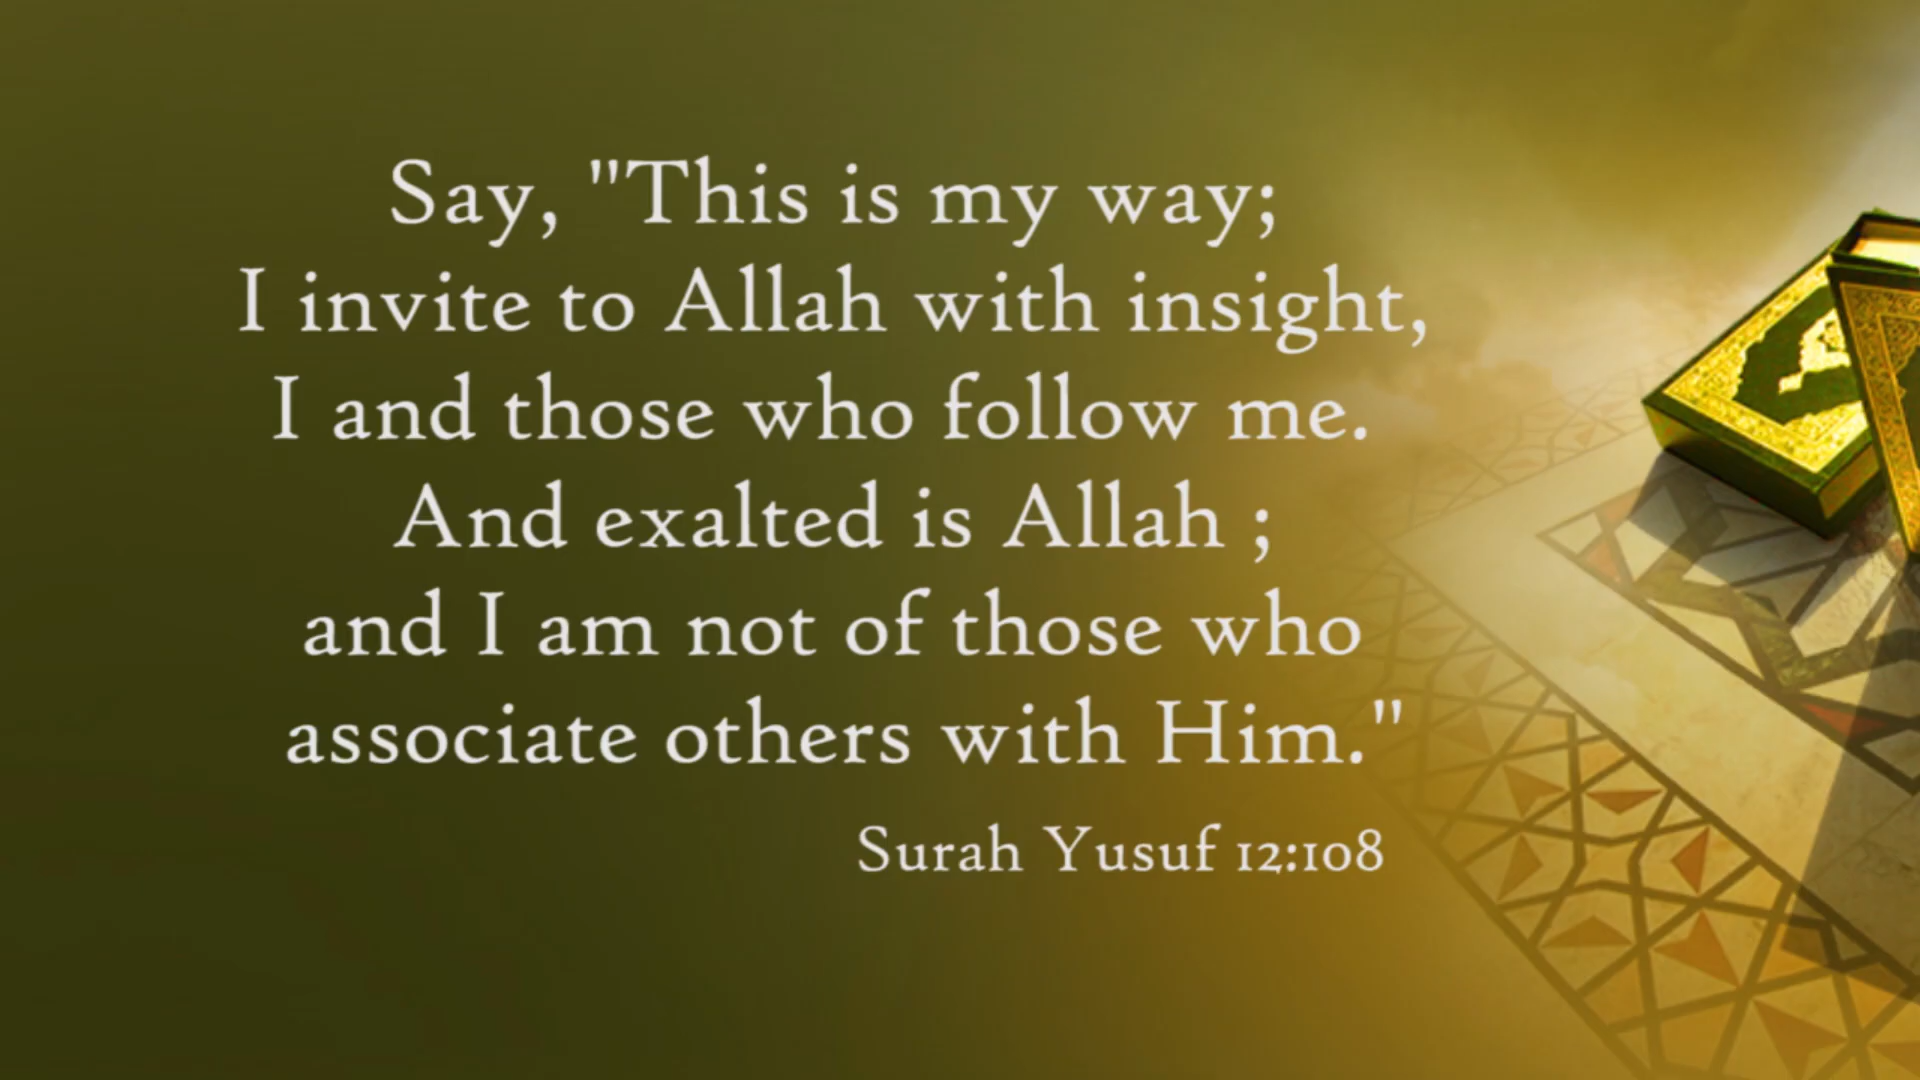 Say, "This is my way;
I invite to Allah with insight,
I and those who follow me.
And exalted is Allah ;
and I am not of those who
associate others with Him."
Surah Yusuf 12:108